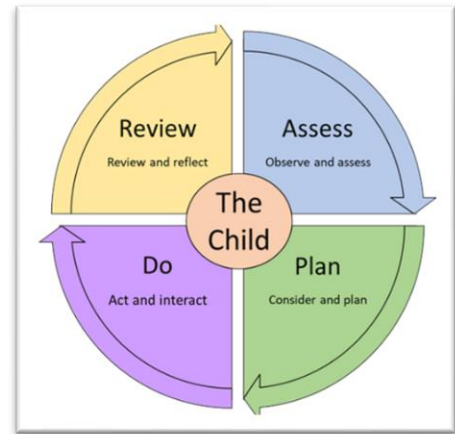 Review
Review and reflect
Assess
Observe and assess
The
Child
Do
Act and interact
Plan
Consider and plan